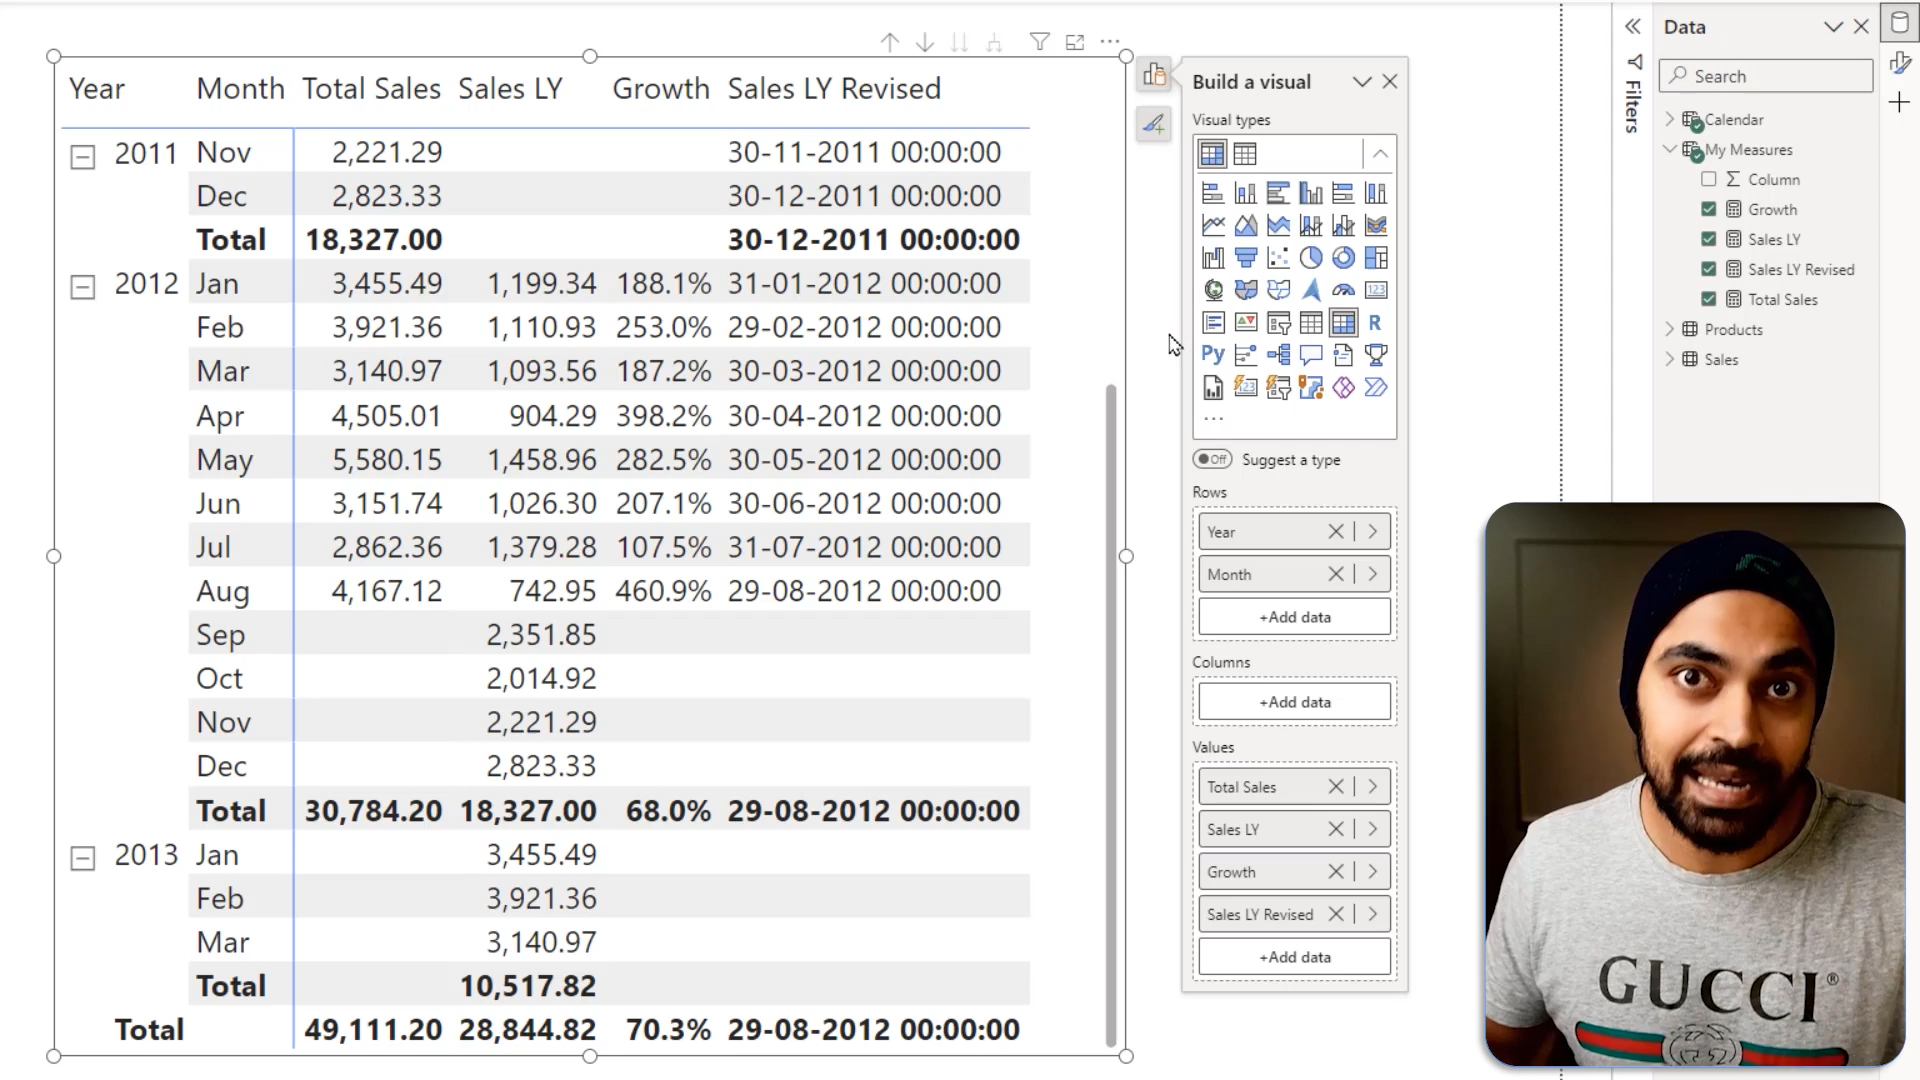 Year Month Total Sales Sales LY Growth Sales LY Revised
2011 Nov 2,221.29 30-11-2011 00:00:00
Dec 2,823.33 30-12-2011 00:00:00
Total 18,327.00 30-12-2011 00:00:00
2012 Jan 3,455.49 1,199.34 188.1% 31-01-2012 00:00:00
Feb 3,921.36 1,110.93 253.0% 29-02-2012 00:00:00
Mar 3,140.97 1,093.56 187.2% 30-03-2012 00:00:00
Apr 4,505.01 904.29 398.2% 30-04-2012 00:00:00
May 5,580.15 1,458.96 282.5% 30-05-2012 00:00:00
Jun 3,151.74 1,026.30 207.1% 30-06-2012 00:00:00
Jul 2,862.36 1,379.28 107.5% 31-07-2012 00:00:00
Aug 4,167.12 742.95 460.9% 29-08-2012 00:00:00
Sep 2,351.85
Oct 2,014.92
Nov 2,221.29
Dec 2,823.33
Total 30,784.20 18,327.00 68.0% 29-08-2012 00:00:00
2013 Jan 3,455.49
Feb 3,921.36
Mar 3,140.97
Total 10,517.82
Total 49,111.20 28,844.82 70.3% 29-08-2012 00:00:00
Build a visual
Visual types
123
R
Py
123
Off Suggest a type
Rows
Year
Month
+Add data
Columns
+Add data
Values
Total Sales
Sales LY
Growth
Sales LY Revised
+Add data
Filters
Data
Search
Calendar
My Measures
Column
Growth
Sales LY
Sales LY Revised
Total Sales
Products
Sales
GUCCI®